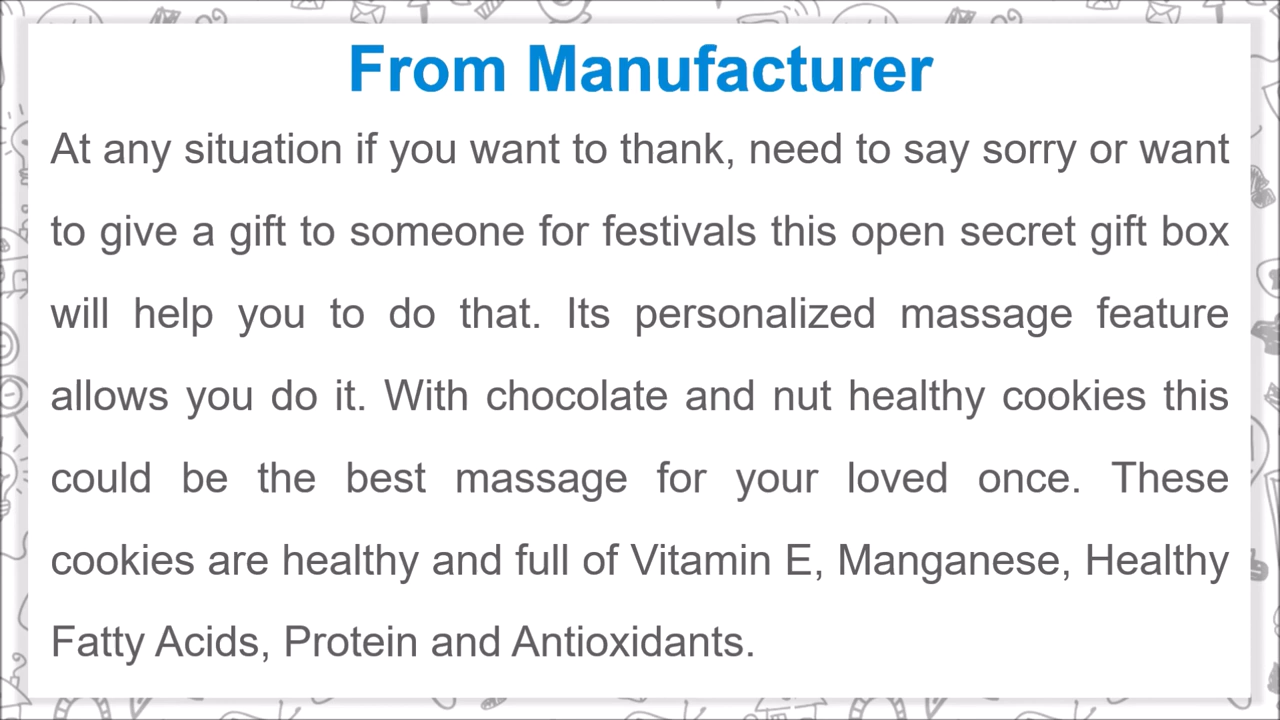 From Manufacturer
At any situation if you want to thank, need to say sorry or want
to give a gift to someone for festivals this open secret gift box
will help you to do that. Its personalized massage feature
allows you do it. With chocolate and nut healthy cookies this
could be the best massage for your loved once. These
cookies are healthy and full of Vitamin E, Manganese, Healthy
Fatty Acids, Protein and Antioxidants.